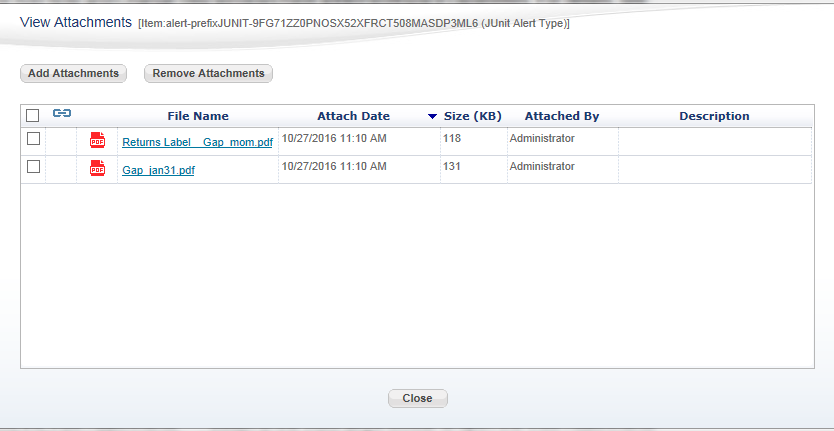 View Attachments [Item:alert-prefixJUNIT-9FG71ZZ0PNOSX52XFRCT508MASDP3ML6 (JUnit Alert Type)]
Add Attachments Remove Attachments
File Name Attach Date Size (KB) Attached By Description
PDF Returns Label _ Gap_mom.pdf 10/27/2016 11:10 AM 118 Administrator
PDF Gap_jan31.pdf 10/27/2016 11:10 AM 131 Administrator
Close